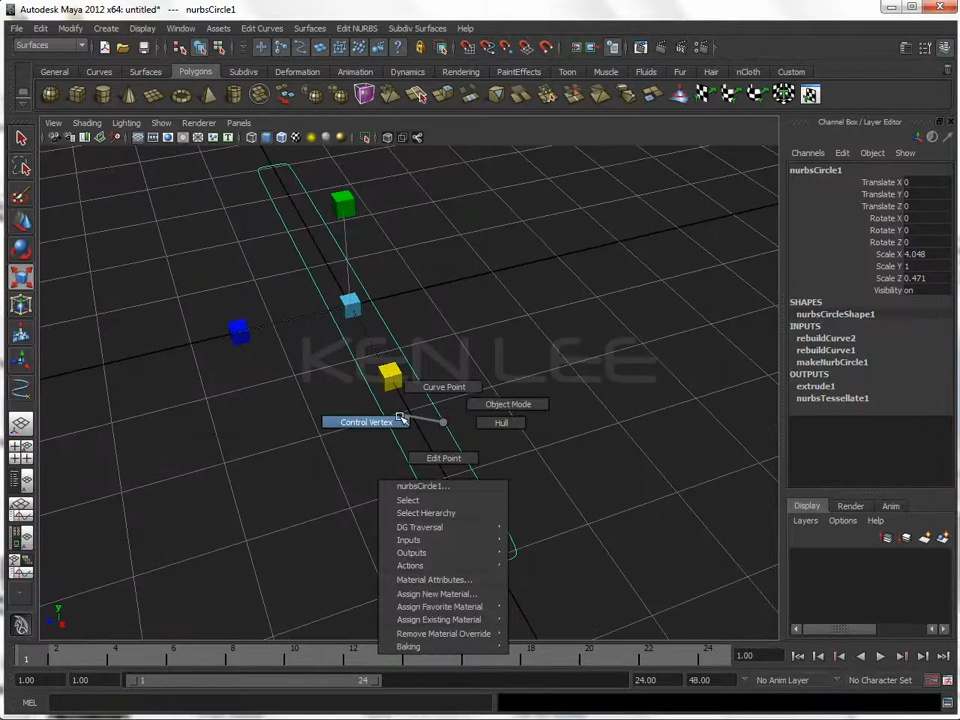 Autodesk Maya 2012 x64: untitled* --- nurbsCircle1
File Edit Modify Create Display Window Assets Edit Curves Surfaces Edit NURBS Subdiv Surfaces Help
Surfaces
General Curves Surfaces Polygons Subdivs Deformation Animation Dynamics Rendering PaintEffects Toon Muscle Fluids Fur Hair nCloth Custom
View Shading Lighting Show Renderer Panels
Channel Box / Layer Editor
Channels Edit Object Show
nurbsCircle1
Translate X 0
Translate Y 0
Translate Z 0
Rotate X 0
Rotate Y 0
Rotate Z 0
Scale X 4.048
Scale Y 1
Scale Z 0.471
Visibility on
SHAPES
nurbsCircleShape1
INPUTS
rebuildCurve2
rebuildCurve1
makeNurbCircle1
OUTPUTS
extrude1
nurbsTessellate1
KEN LEE
Curve Point
Object Mode
Control Vertex
Hull
Edit Point
nurbsCircle1...
Select
Select Hierarchy
DG Traversal
Inputs
Outputs
Actions
Material Attributes...
Assign New Material...
Assign Favorite Material
Assign Existing Material
Remove Material Override
Baking
Display Render Anim
Layers Options Help
y
2 4 6 8 10 12 14 16 18 20 22 24
1
1.00
1.00 1.00 1 24 24.00 48.00 No Anim Layer No Character Set
MEL